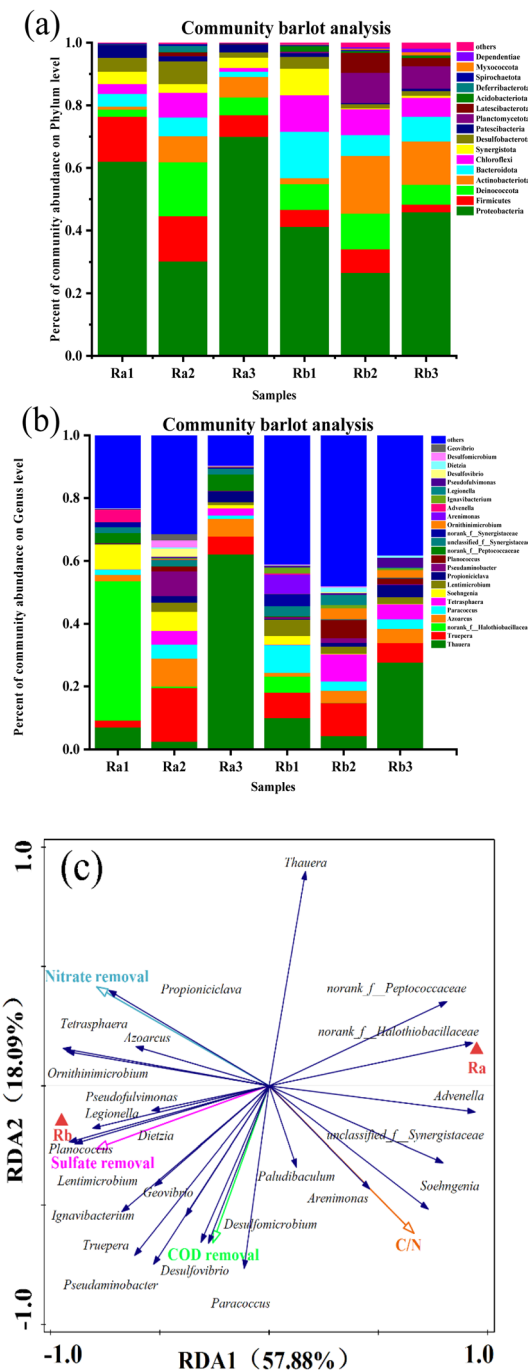 (a)
Community barlot analysis
Percent of community abundance on Phylum level
1.0
0.8
0.6
0.4
0.2
0.0
Ra1 Ra2 Ra3 Rb1 Rb2 Rb3
Samples
others
Dependentiae
Myxococcota
Spirochaetota
Deferribacterota
Acidobacteriota
Latescibacterota
Planctomycetota
Patescibacteria
Desulfobacterota
Synergistota
Chloroflexi
Bacteroidota
Actinobacteriota
Deinococcota
Firmicutes
Proteobacteria
(b)
Community barlot analysis
Percent of community abundance on Genus level
1.0
0.8
0.6
0.4
0.2
0.0
Ra1 Ra2 Ra3 Rb1 Rb2 Rb3
Samples
others
Geovibrio
Desulfomicrobium
Dietzia
Desulfovibrio
Pseudofulvimonas
Legionella
Ignavibacterium
Advenella
Arenimonas
Ornithinimicrobium
norank_f__Synergistaceae
unclassified_f__Synergistaceae
norank_f__Peptococcaceae
Planococcus
Pseudaminobacter
Propioniciclava
Lentimicrobium
Soehngenia
Tetrasphaera
Paracoccus
Azoarcus
norank_f__Halothiobacillaceae
Truepera
Thauera
(c)
1.0
-1.0
RDA2（18.09%）
Thauera
Nitrate removal
Propioniciclava
norank_f__Peptococcaceae
Tetrasphaera
Azoarcus
norank_f__Halothiobacillaceae
Ra
Ornithinimicrobium
Pseudofulvimonas
Advenella
Legionella
Rb
Dietzia
unclassified_f__Synergistaceae
Planococcus
Sulfate removal
Lentimicrobium
Paludibaculum
Soehngenia
Geovibrio
Arenimonas
Ignavibacterium
Desulfomicrobium
C/N
Truepera
COD removal
Desulfovibrio
Pseudaminobacter
Paracoccus
-1.0
RDA1（57.88%）
1.0